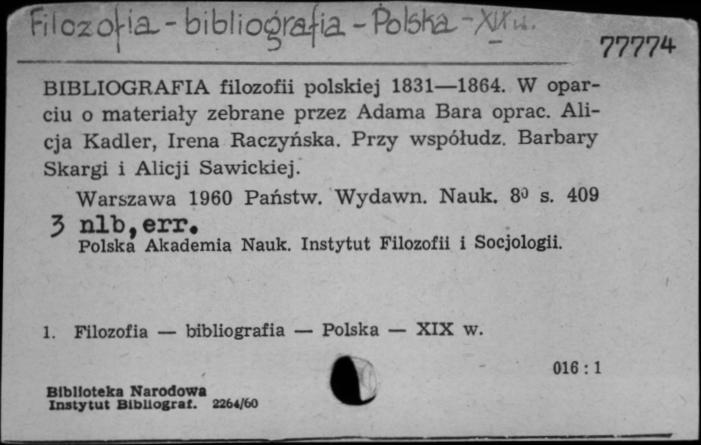 Filozofia - bibliografia - Polska - XIX w.
77774
BIBLIOGRAFIA filozofii polskiej 1831—1864. W opar-
ciu o materiały zebrane przez Adama Bara oprac. Ali-
cja Kadler, Irena Raczyńska. Przy współudz. Barbary
Skargi i Alicji Sawickiej.
Warszawa 1960 Państw. Wydawn. Nauk. 8⁰ s. 409
3 nlb, err.
Polska Akademia Nauk. Instytut Filozofii i Socjologii.
1. Filozofia — bibliografia — Polska — XIX w.
016 : 1
Biblioteka Narodowa
Instytut Bibliograf. 2264/60